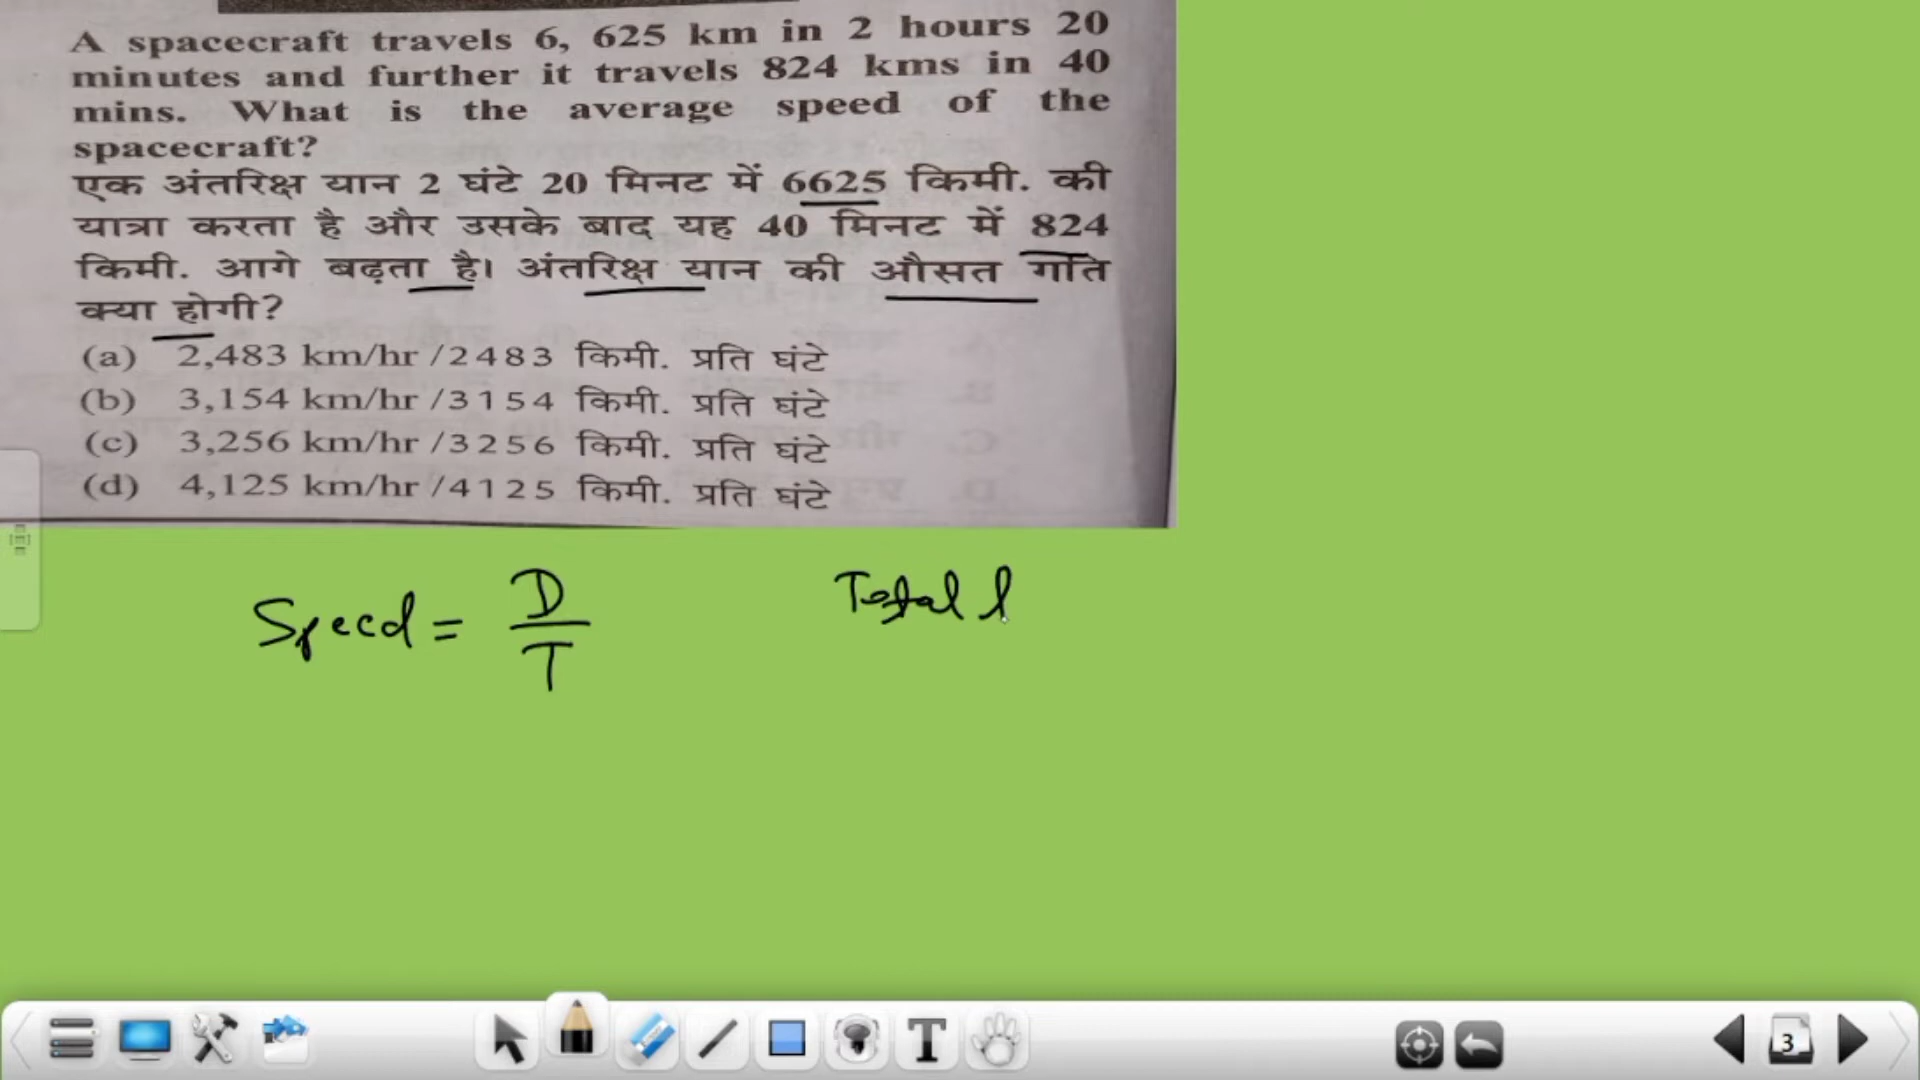 A spacecraft travels 6, 625 km in 2 hours 20
minutes and further it travels 824 kms in 40
mins. What is the average speed of the
spacecraft?
एक अंतरिक्ष यान 2 घंटे 20 मिनट में 6625 किमी. की
यात्रा करता है और उसके बाद यह 40 मिनट में 824
किमी. आगे बढ़ता है। अंतरिक्ष यान की औसत गति
क्या होगी?
(a) 2,483 km/hr /2483 किमी. प्रति घंटे
(b) 3,154 km/hr /3154 किमी. प्रति घंटे
(c) 3,256 km/hr /3256 किमी. प्रति घंटे
(d) 4,125 km/hr /4125 किमी. प्रति घंटे
Speed = D
T
Total
T
3